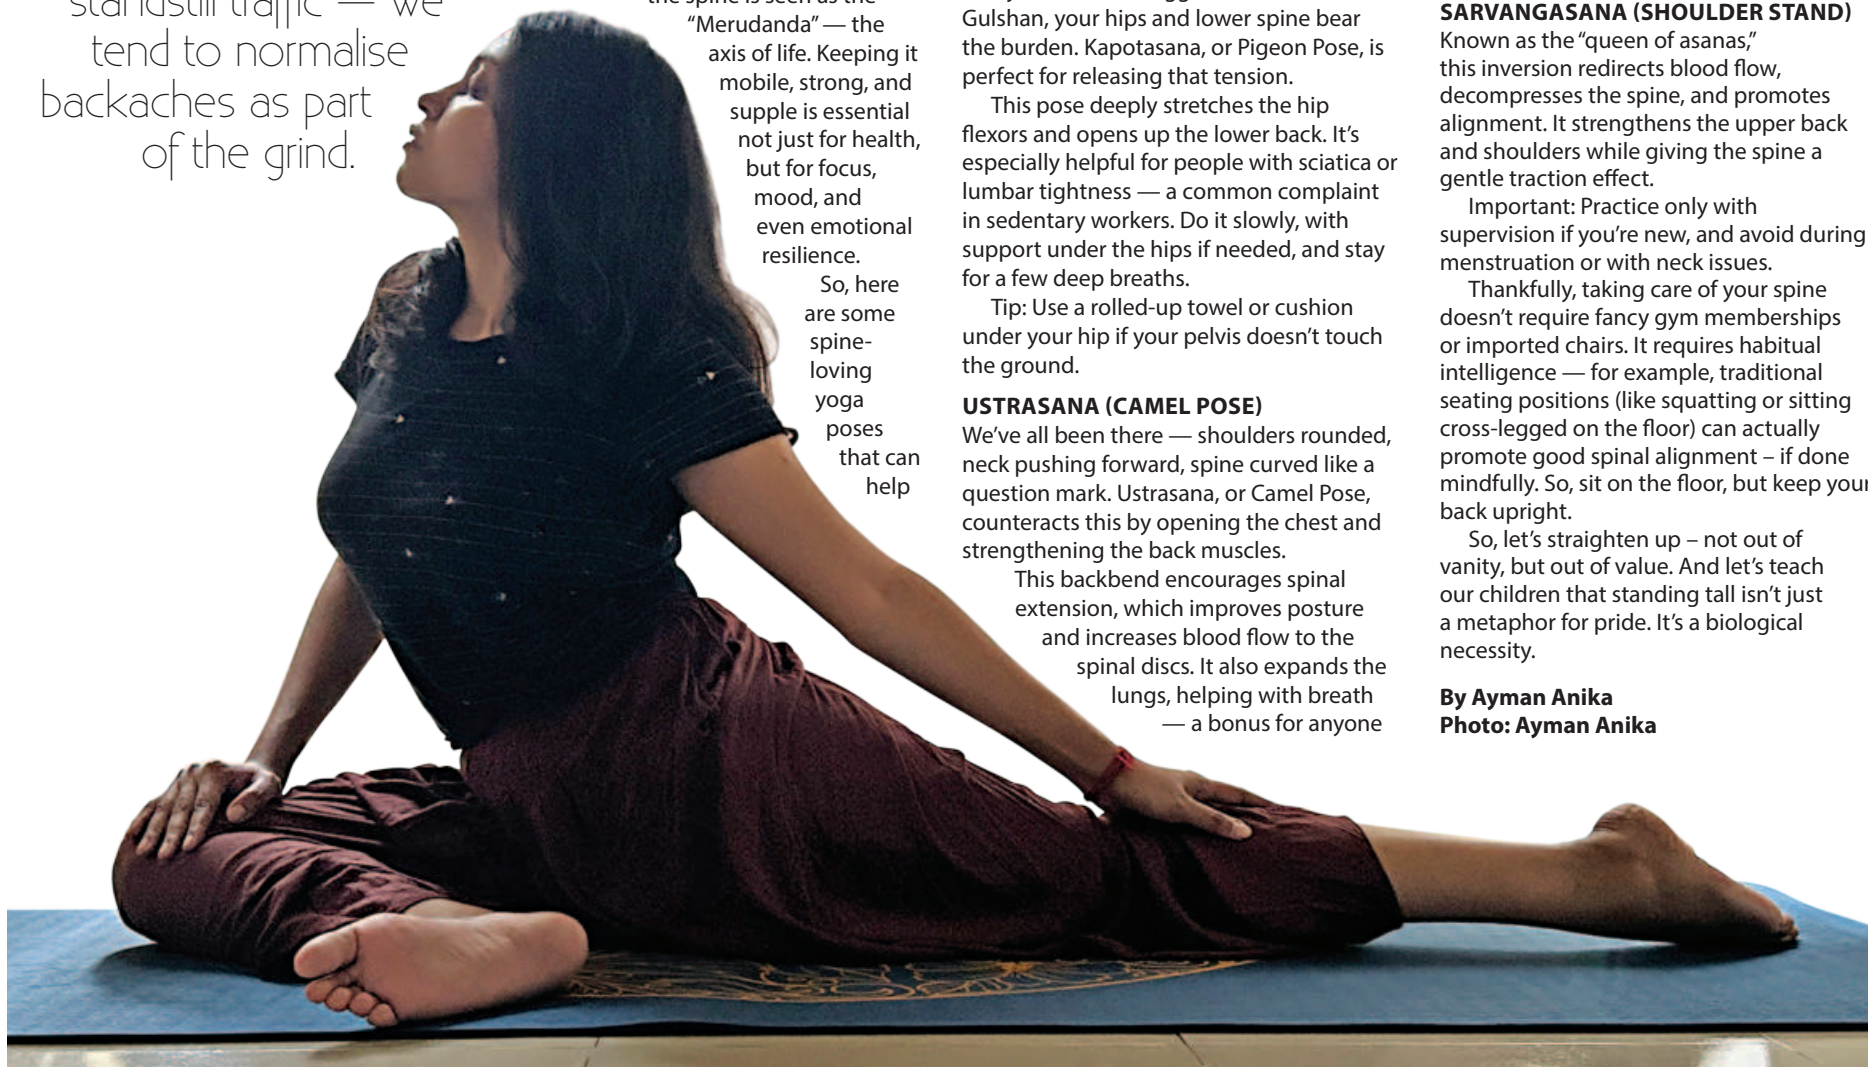 standstill traffic — we
tend to normalise
backaches as part
of the grind.
the spine is seen as the
“Merudanda” — the
axis of life. Keeping it
mobile, strong, and
supple is essential
not just for health,
but for focus,
mood, and
even emotional
resilience.
So, here
are some
spine-
loving
yoga
poses
that can
help
Gulshan, your hips and lower spine bear
the burden. Kapotasana, or Pigeon Pose, is
perfect for releasing that tension.
This pose deeply stretches the hip
flexors and opens up the lower back. It’s
especially helpful for people with sciatica or
lumbar tightness — a common complaint
in sedentary workers. Do it slowly, with
support under the hips if needed, and stay
for a few deep breaths.
Tip: Use a rolled-up towel or cushion
under your hip if your pelvis doesn’t touch
the ground.
USTRASANA (CAMEL POSE)
We’ve all been there — shoulders rounded,
neck pushing forward, spine curved like a
question mark. Ustrasana, or Camel Pose,
counteracts this by opening the chest and
strengthening the back muscles.
This backbend encourages spinal
extension, which improves posture
and increases blood flow to the
spinal discs. It also expands the
lungs, helping with breath
— a bonus for anyone
SARVANGASANA (SHOULDER STAND)
Known as the “queen of asanas,”
this inversion redirects blood flow,
decompresses the spine, and promotes
alignment. It strengthens the upper back
and shoulders while giving the spine a
gentle traction effect.
Important: Practice only with
supervision if you’re new, and avoid during
menstruation or with neck issues.
Thankfully, taking care of your spine
doesn’t require fancy gym memberships
or imported chairs. It requires habitual
intelligence — for example, traditional
seating positions (like squatting or sitting
cross-legged on the floor) can actually
promote good spinal alignment – if done
mindfully. So, sit on the floor, but keep your
back upright.
So, let’s straighten up – not out of
vanity, but out of value. And let’s teach
our children that standing tall isn’t just
a metaphor for pride. It’s a biological
necessity.
By Ayman Anika
Photo: Ayman Anika